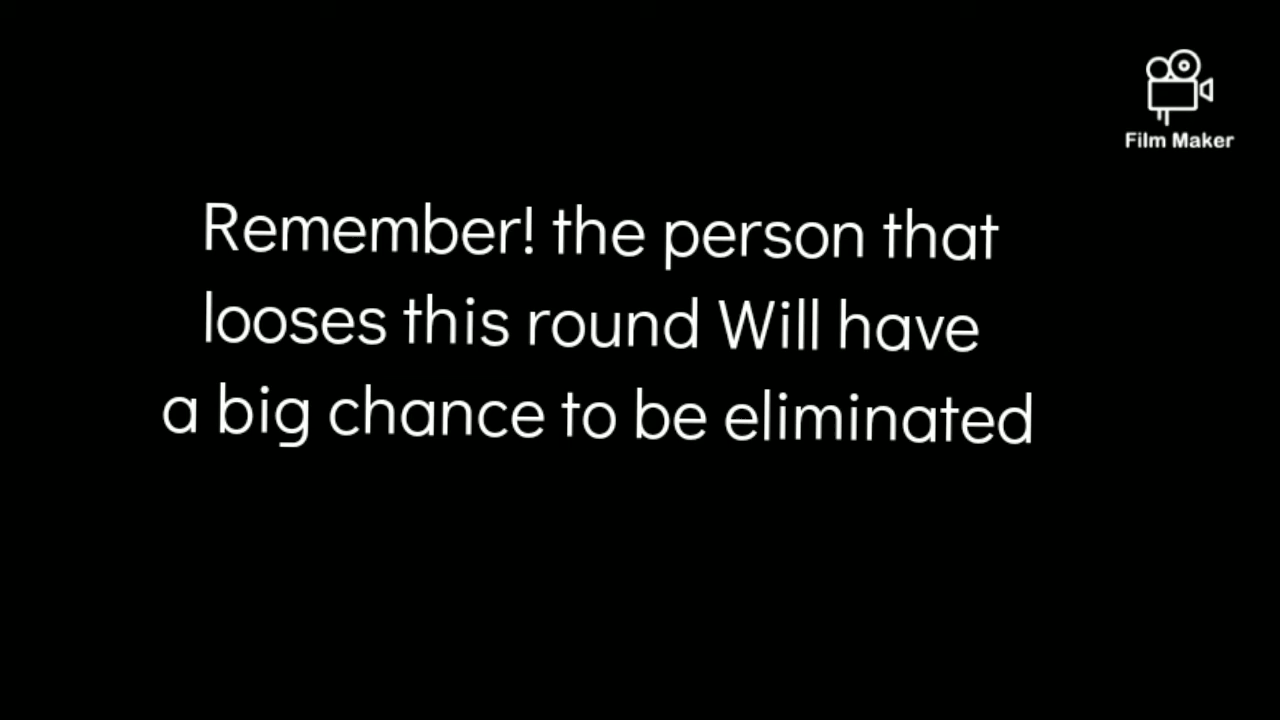 Film Maker
Remember! the person that
looses this round Will have
a big chance to be eliminated